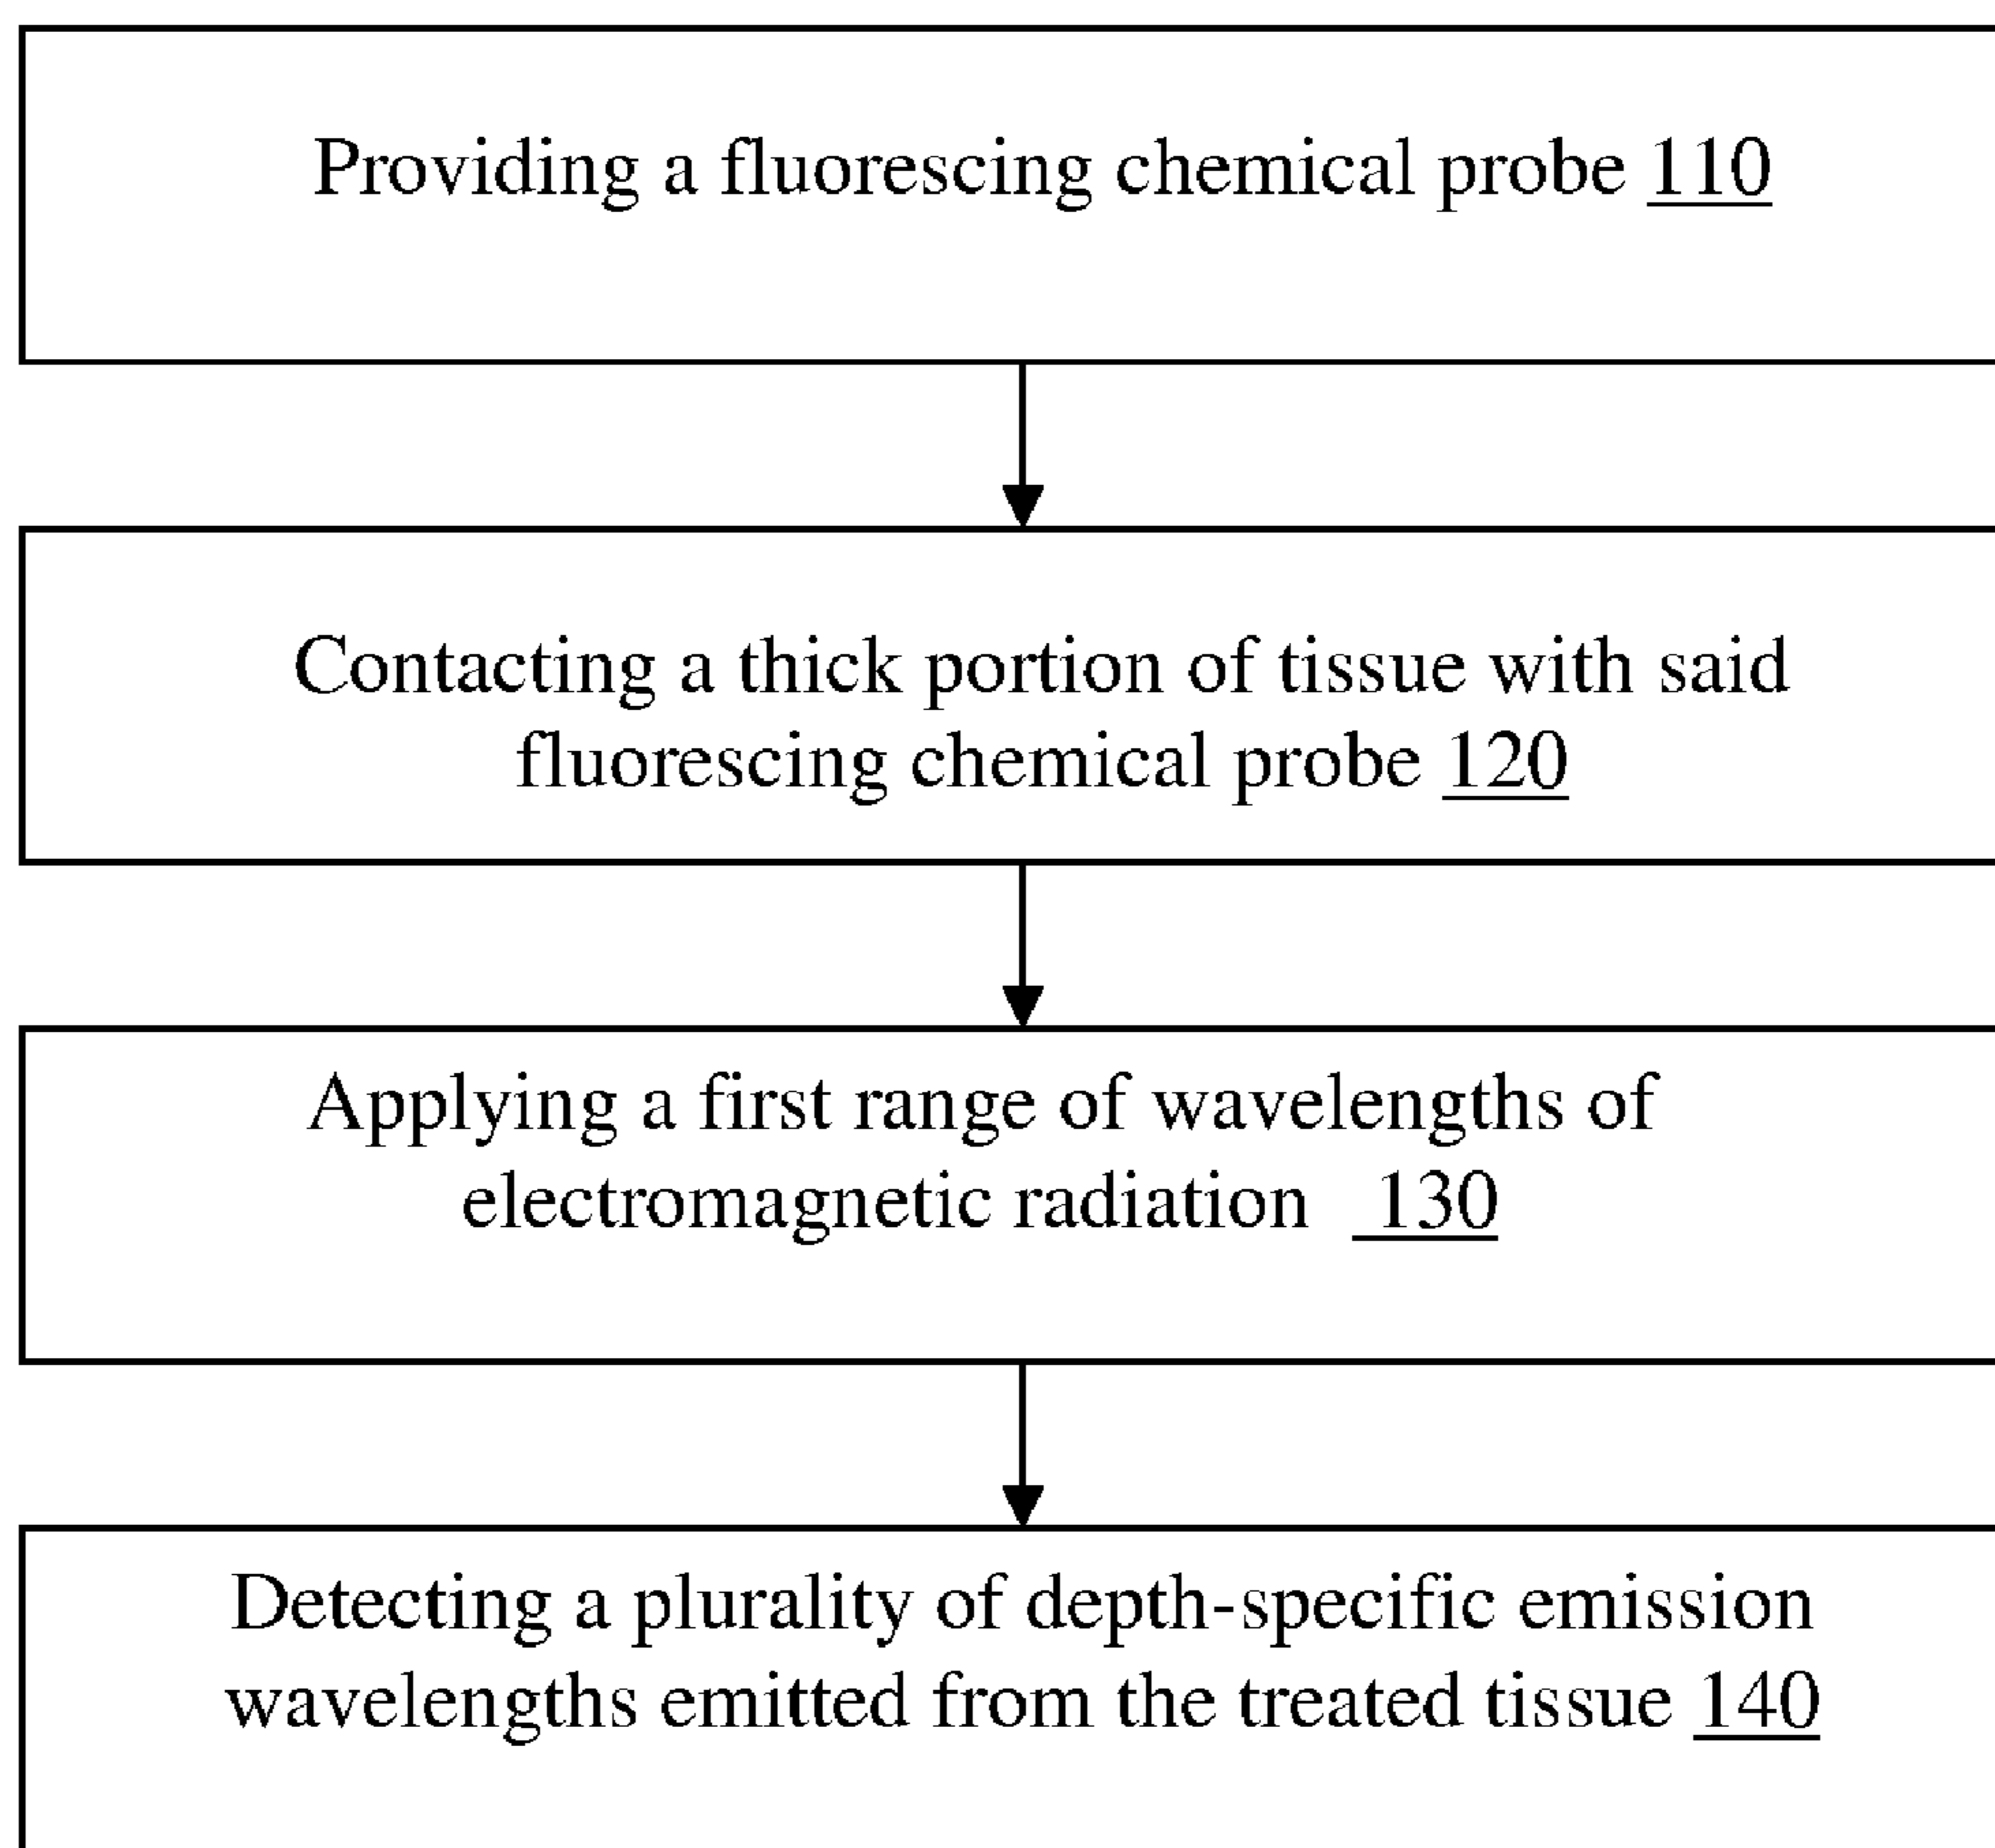 Providing a fluorescing chemical probe 110
Contacting a thick portion of tissue with said
fluorescing chemical probe 120
Applying a first range of wavelengths of
electromagnetic radiation 130
Detecting a plurality of depth-specific emission
wavelengths emitted from the treated tissue 140